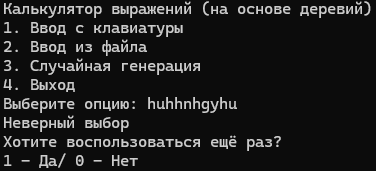 Калькулятор выражений (на основе деревий)
1. Ввод с клавиатуры
2. Ввод из файла
3. Случайная генерация
4. Выход
Выберите опцию: huhhnhgyhu
Неверный выбор
Хотите воспользоваться ещё раз?
1 — Да/ 0 — Нет